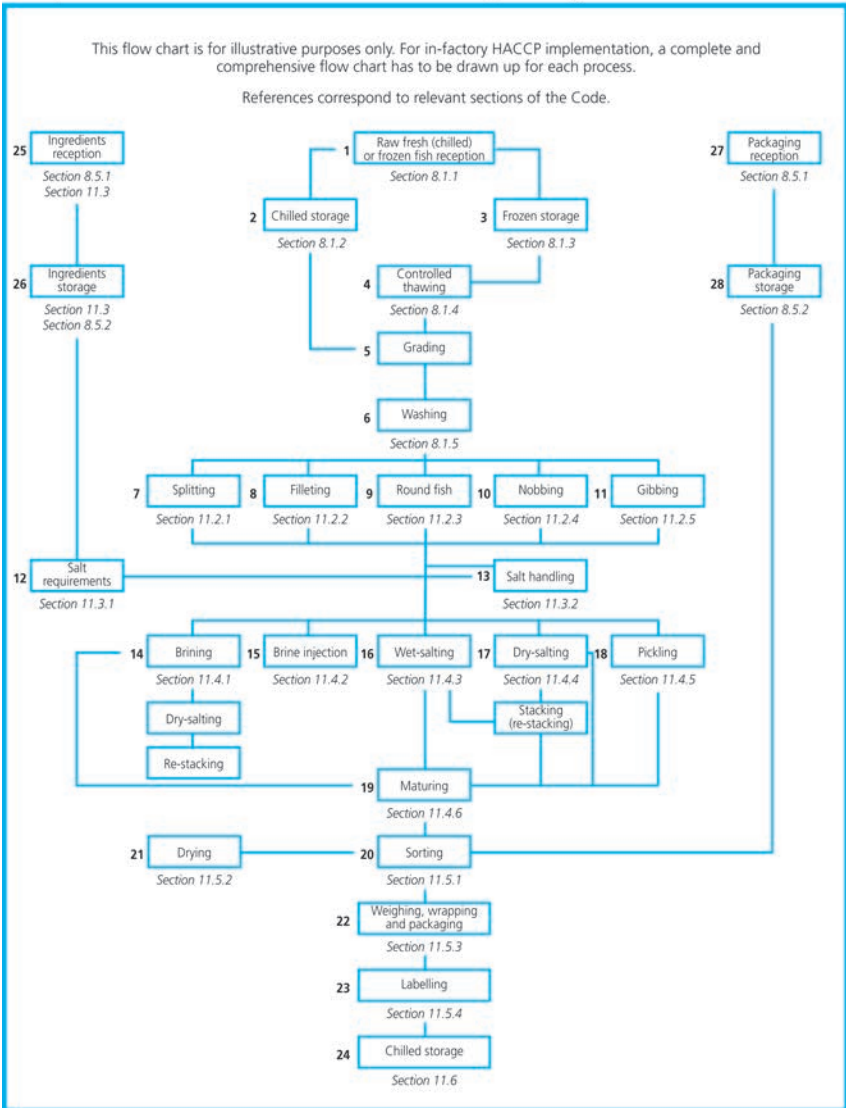 This flow chart is for illustrative purposes only. For in-factory HACCP implementation, a complete and
comprehensive flow chart has to be drawn up for each process.
References correspond to relevant sections of the Code.
25
Ingredients
reception
Section 8.5.1
Section 11.3
1
Raw fresh (chilled)
or frozen fish reception
Section 8.1.1
27
Packaging
reception
Section 8.5.1
2
Chilled storage
Section 8.1.2
3
Frozen storage
Section 8.1.3
26
Ingredients
storage
Section 11.3
Section 8.5.2
4
Controlled
thawing
Section 8.1.4
28
Packaging
storage
Section 8.5.2
5
Grading
6
Washing
Section 8.1.5
7
Splitting
Section 11.2.1
8
Filleting
Section 11.2.2
9
Round fish
Section 11.2.3
10
Nobbing
Section 11.2.4
11
Gibbing
Section 11.2.5
12
Salt
requirements
Section 11.3.1
13
Salt handling
Section 11.3.2
14
Brining
Section 11.4.1
15
Brine injection
Section 11.4.2
16
Wet-salting
Section 11.4.3
17
Dry-salting
Section 11.4.4
18
Pickling
Section 11.4.5
Dry-salting
Stacking
(re-stacking)
Re-stacking
19
Maturing
Section 11.4.6
21
Drying
Section 11.5.2
20
Sorting
Section 11.5.1
22
Weighing, wrapping
and packaging
Section 11.5.3
23
Labelling
Section 11.5.4
24
Chilled storage
Section 11.6